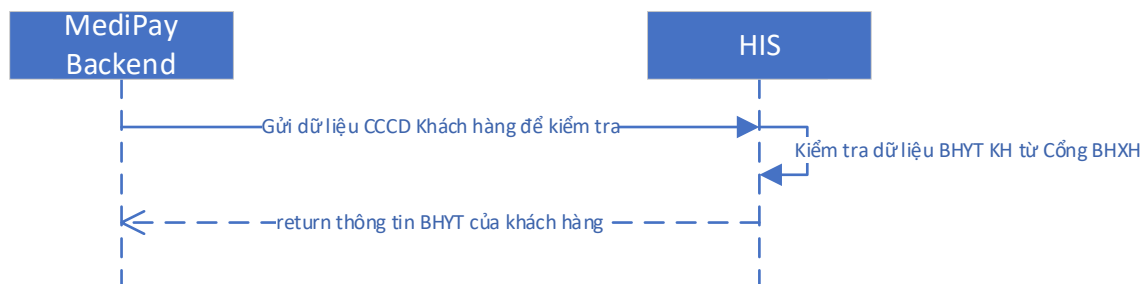 MediPay
Backend
HIS
Gửi dữ liệu CCCD Khách hàng để kiểm tra
Kiểm tra dữ liệu BHYT KH từ Cổng BHXH
return thông tin BHYT của khách hàng